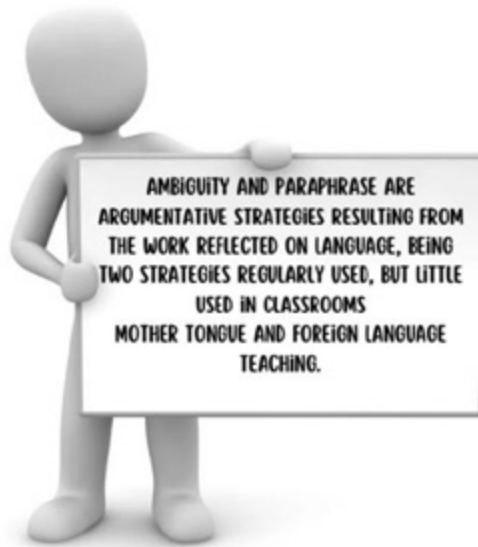 AMBiGUiTY AND PARAPHRASE ARE
ARGUMENTATiVE STRATEGiES RESULTiNG FROM
THE WORK REFLECTED ON LANGUAGE, BEiNG
TWO STRATEGiES REGULARLY USED, BUT LiTTLE
USED iN CLASSROOMS
MOTHER TONGUE AND FOREiGN LANGUAGE
TEACHiNG.